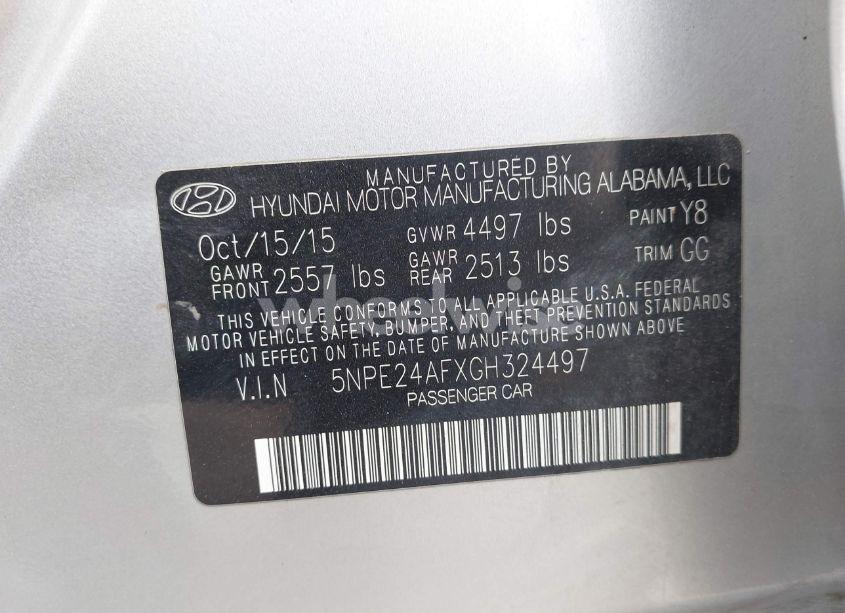 MANUFACTURED BY
HYUNDAI MOTOR MANUFACTURING ALABAMA, LLC
Oct/15/15 GVWR 4497 lbs PAINT Y8
GAWR FRONT 2557 lbs GAWR REAR 2513 lbs TRIM GG
THIS VEHICLE CONFORMS TO ALL APPLICABLE U.S.A. FEDERAL
MOTOR VEHICLE SAFETY, BUMPER, AND THEFT PREVENTION STANDARDS
IN EFFECT ON THE DATE OF MANUFACTURE SHOWN ABOVE
V.I.N 5NPE24AFXGH324497
PASSENGER CAR